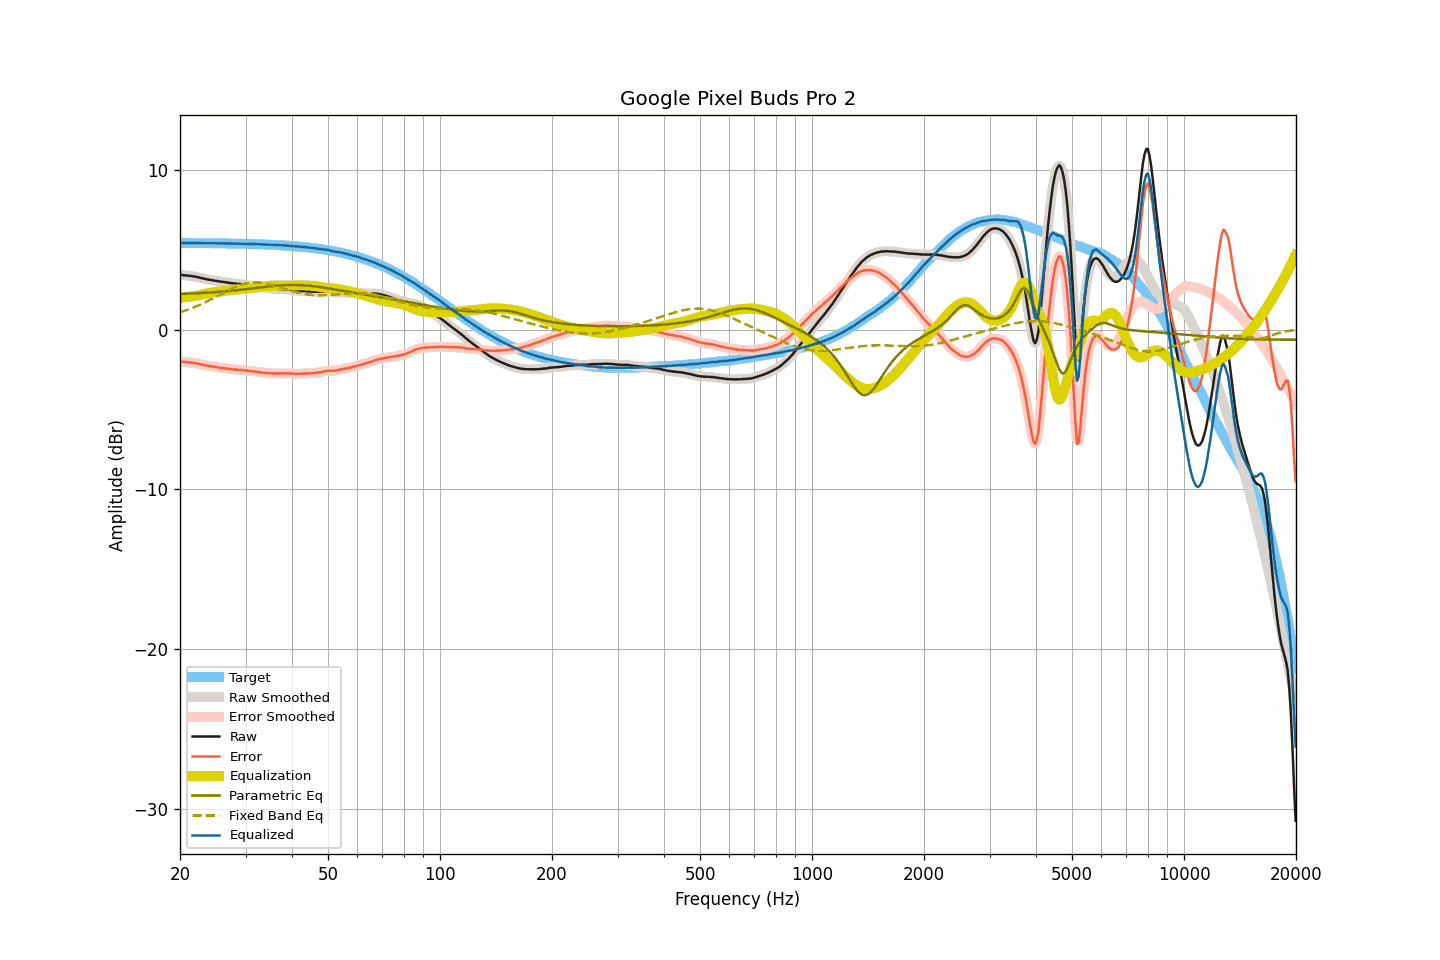 Google Pixel Buds Pro 2
10
0
−10
−20
−30
Amplitude (dBr)
Target
Raw Smoothed
Error Smoothed
Raw
Error
Equalization
Parametric Eq
Fixed Band Eq
Equalized
20 50 100 200 500 1000 2000 5000 10000 20000
Frequency (Hz)